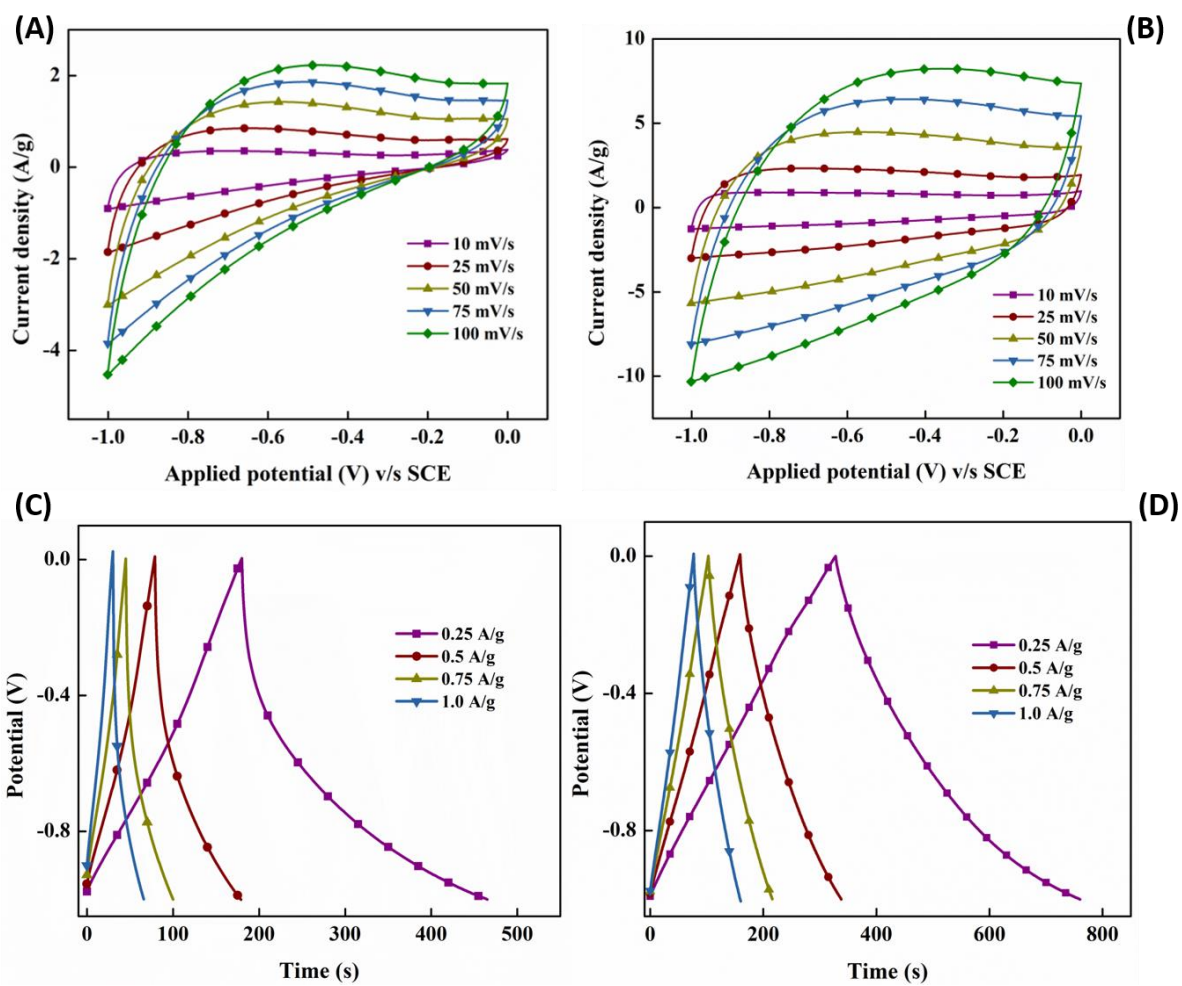 (A)
2
0
-2
-4
Current density (A/g)
10 mV/s
25 mV/s
50 mV/s
75 mV/s
100 mV/s
-1.0 -0.8 -0.6 -0.4 -0.2 0.0
Applied potential (V) v/s SCE
(B)
10
5
0
-5
-10
Current density (A/g)
10 mV/s
25 mV/s
50 mV/s
75 mV/s
100 mV/s
-1.0 -0.8 -0.6 -0.4 -0.2 0.0
Applied potential (V) v/s SCE
(C)
0.0
-0.4
-0.8
Potential (V)
0.25 A/g
0.5 A/g
0.75 A/g
1.0 A/g
0 100 200 300 400 500
Time (s)
(D)
0.0
-0.4
-0.8
Potential (V)
0.25 A/g
0.5 A/g
0.75 A/g
1.0 A/g
0 200 400 600 800
Time (s)